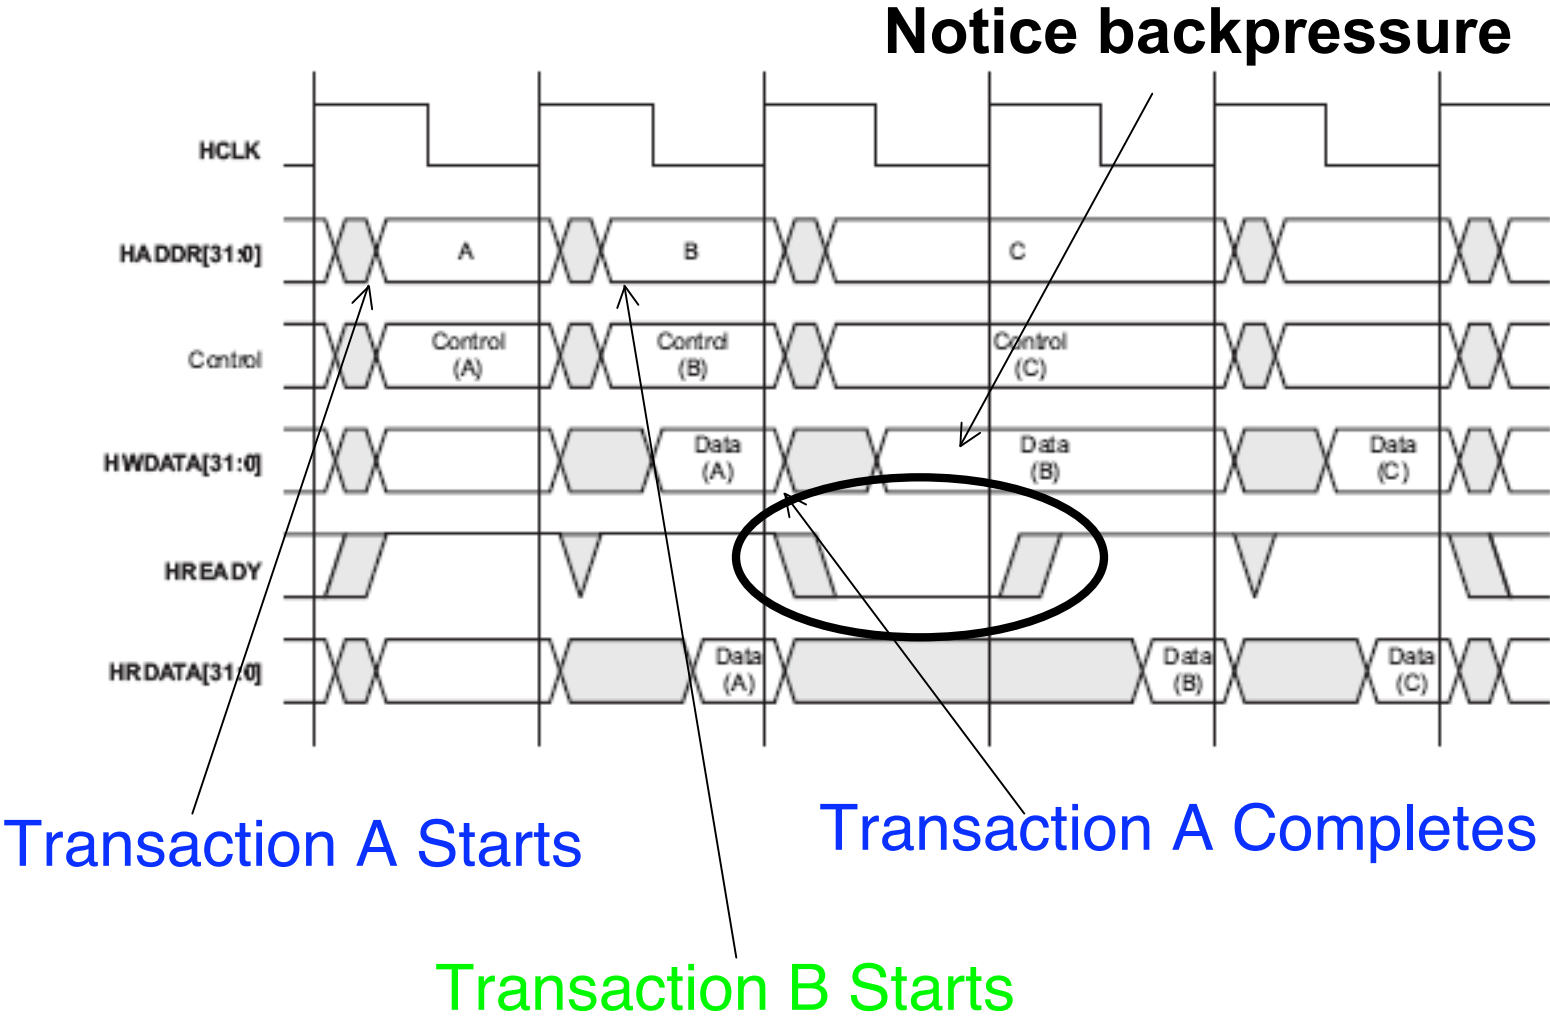 Notice backpressure
HCLK
HADDR[31:0]
A
B
C
Control
Control
(A)
Control
(B)
Control
(C)
HWDATA[31:0]
Data
(A)
Data
(B)
Data
(C)
HREADY
HRDATA[31:0]
Data
(A)
Data
(B)
Data
(C)
Transaction A Starts
Transaction A Completes
Transaction B Starts